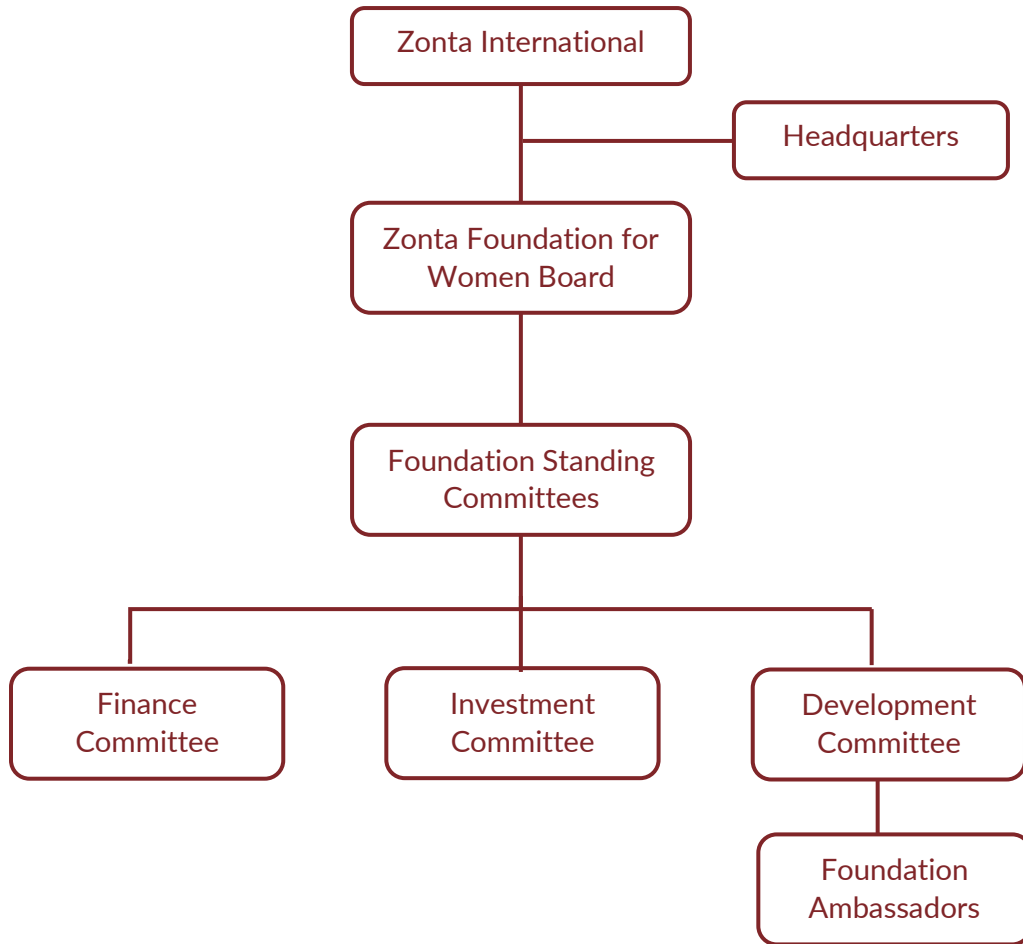 Zonta International
Headquarters
Zonta Foundation for
Women Board
Foundation Standing
Committees
Finance
Committee
Investment
Committee
Development
Committee
Foundation
Ambassadors